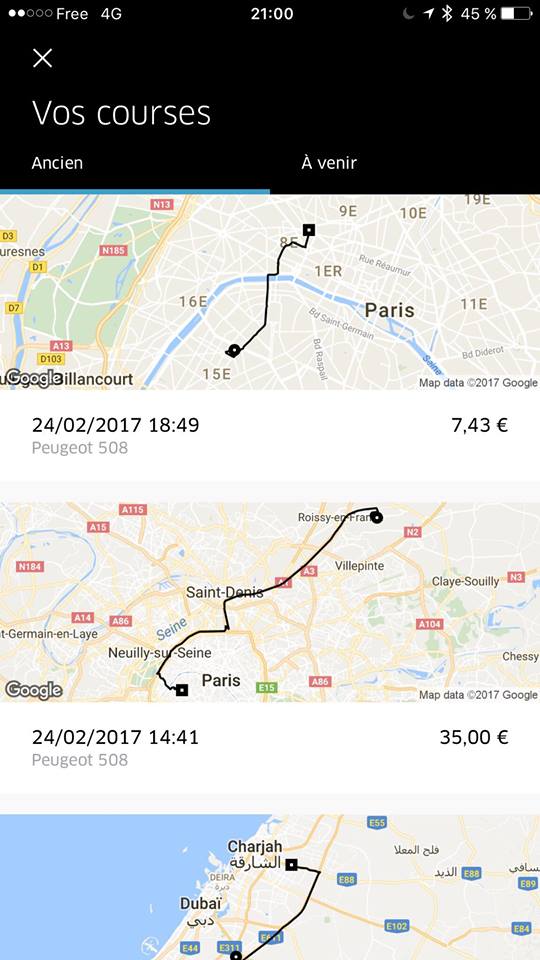 Free 4G 21:00 45 %
Vos courses
Ancien À venir
N13 9E 10E 19E
D3 8E
uresnes N185
D1 1ER Rue Réaumur
D7 16E Paris 11E
Bd Saint-Germain
A13 Bd Raspail Bd Diderot
D103 15E Seine
Google illancourt Map data ©2017 Google
24/02/2017 18:49 7,43 €
Peugeot 508
A115 Roissy-en-Fran
A15 N2
N184 A3 Villepinte
A1 Claye-Souilly N3
Saint-Denis
A14 A86 A104
t-Germain-en-Laye Seine
Neuilly-sur-Seine Chessy
Paris E15 A86
Google Map data ©2017 Google
24/02/2017 14:41 35,00 €
Peugeot 508
E55
Charjah فلج المعلا
الشارقة
DEIRA E88 الذيد E88
ديرة E89
Dubaï
دبي E102 E84
E44 E311 E611